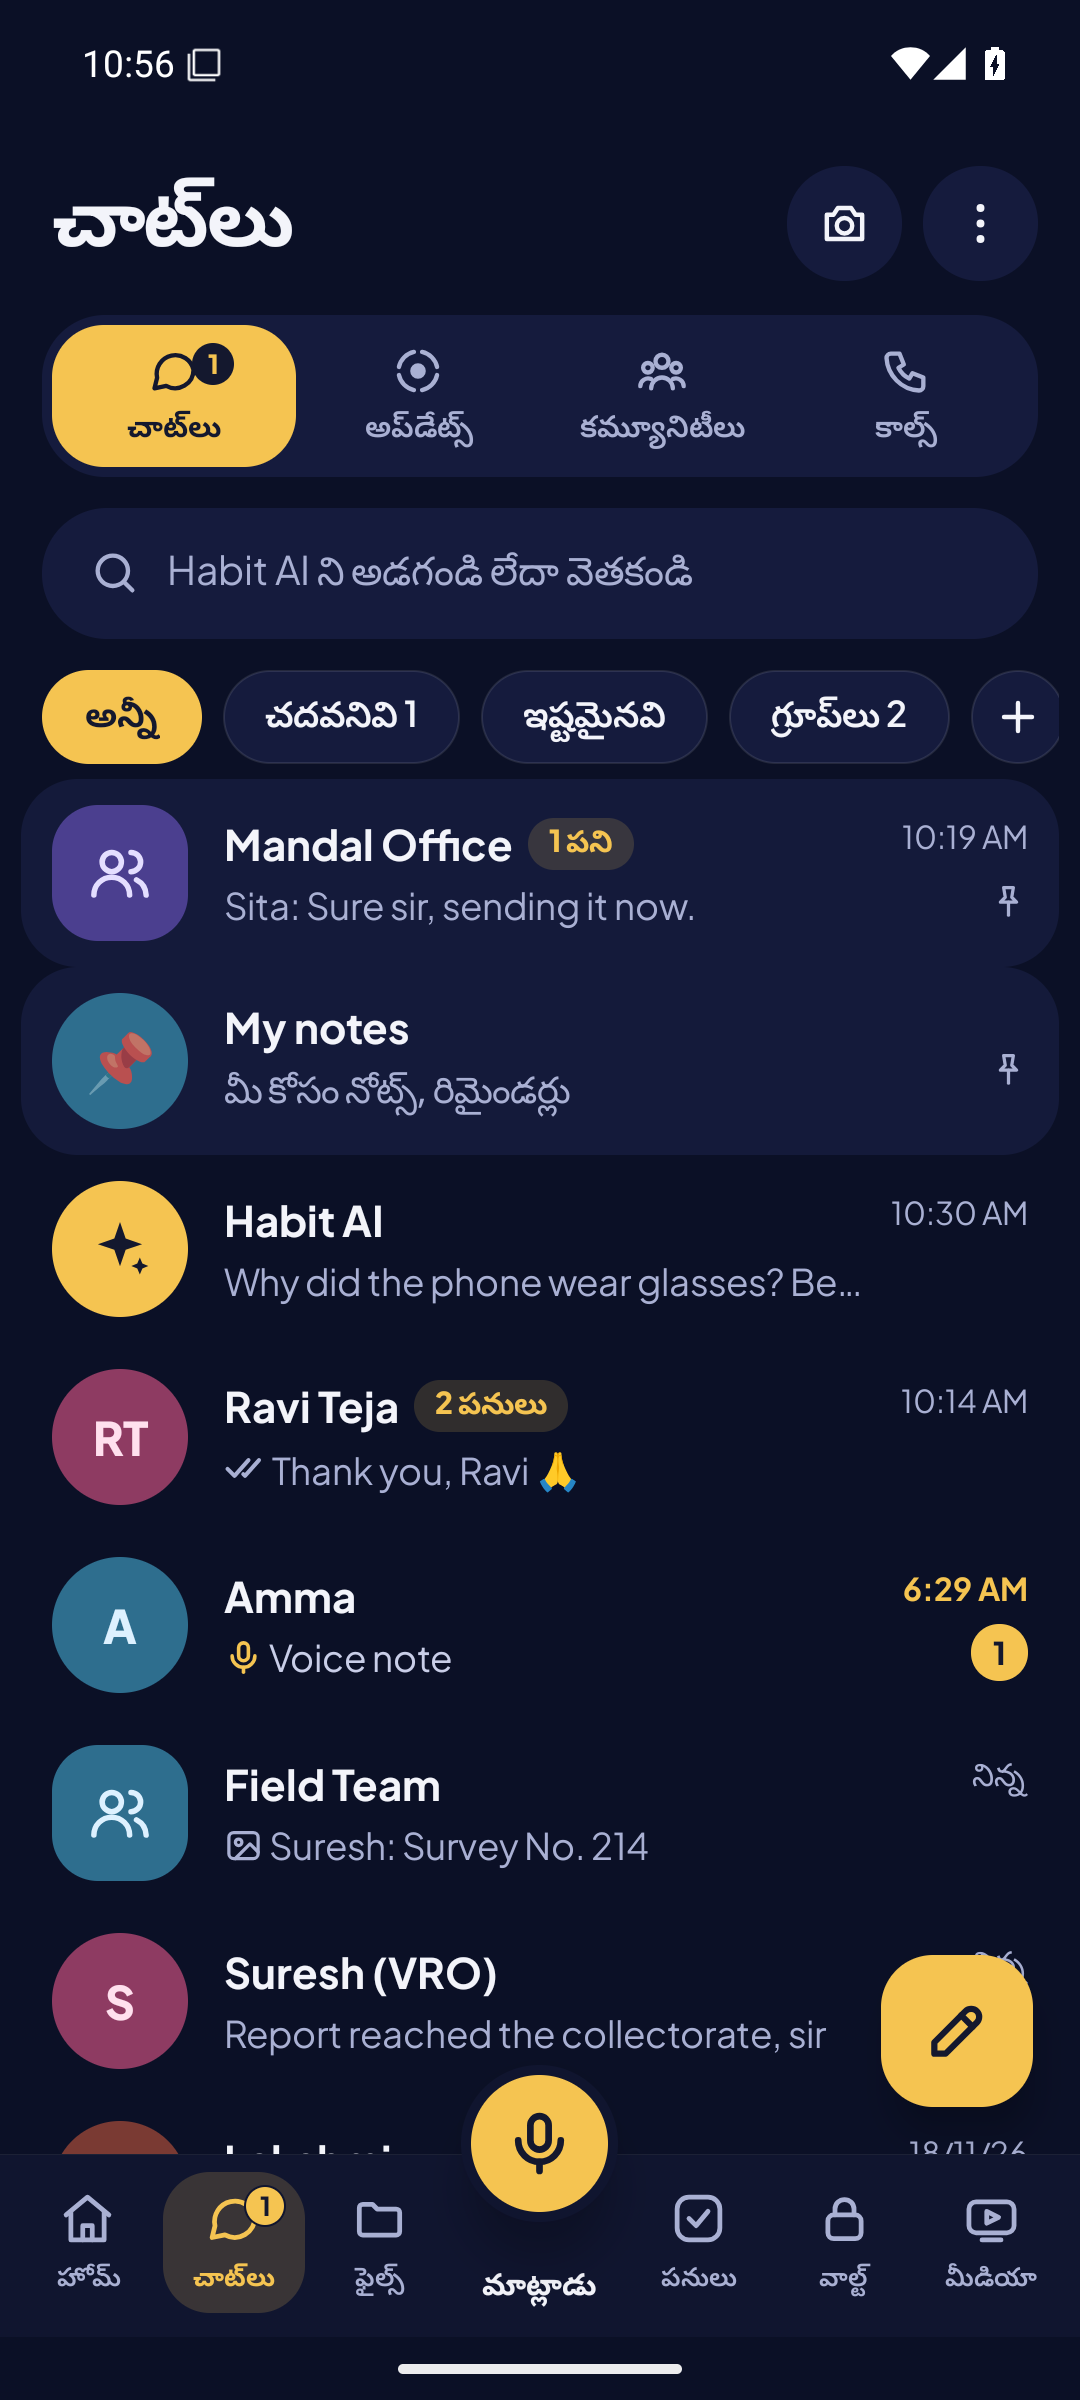 10:56
చాట్‌లు
1
చాట్‌లు
అప్‌డేట్స్
కమ్యూనిటీలు
కాల్స్
Habit AI ని అడగండి లేదా వెతకండి
అన్నీ
చదవనివి 1
ఇష్టమైనవి
గ్రూప్‌లు 2
Mandal Office 1 పని 10:19 AM
Sita: Sure sir, sending it now.
My notes
మీ కోసం నోట్స్, రిమైండర్లు
Habit AI 10:30 AM
Why did the phone wear glasses? Be...
RT
Ravi Teja 2 పనులు 10:14 AM
Thank you, Ravi 🙏
A
Amma 6:29 AM
Voice note 1
Field Team నిన్న
Suresh: Survey No. 214
S
Suresh (VRO)
Report reached the collectorate, sir
18/11/26
1
హోమ్
చాట్‌లు
ఫైల్స్
మాట్లాడు
పనులు
వాల్ట్
మీడియా